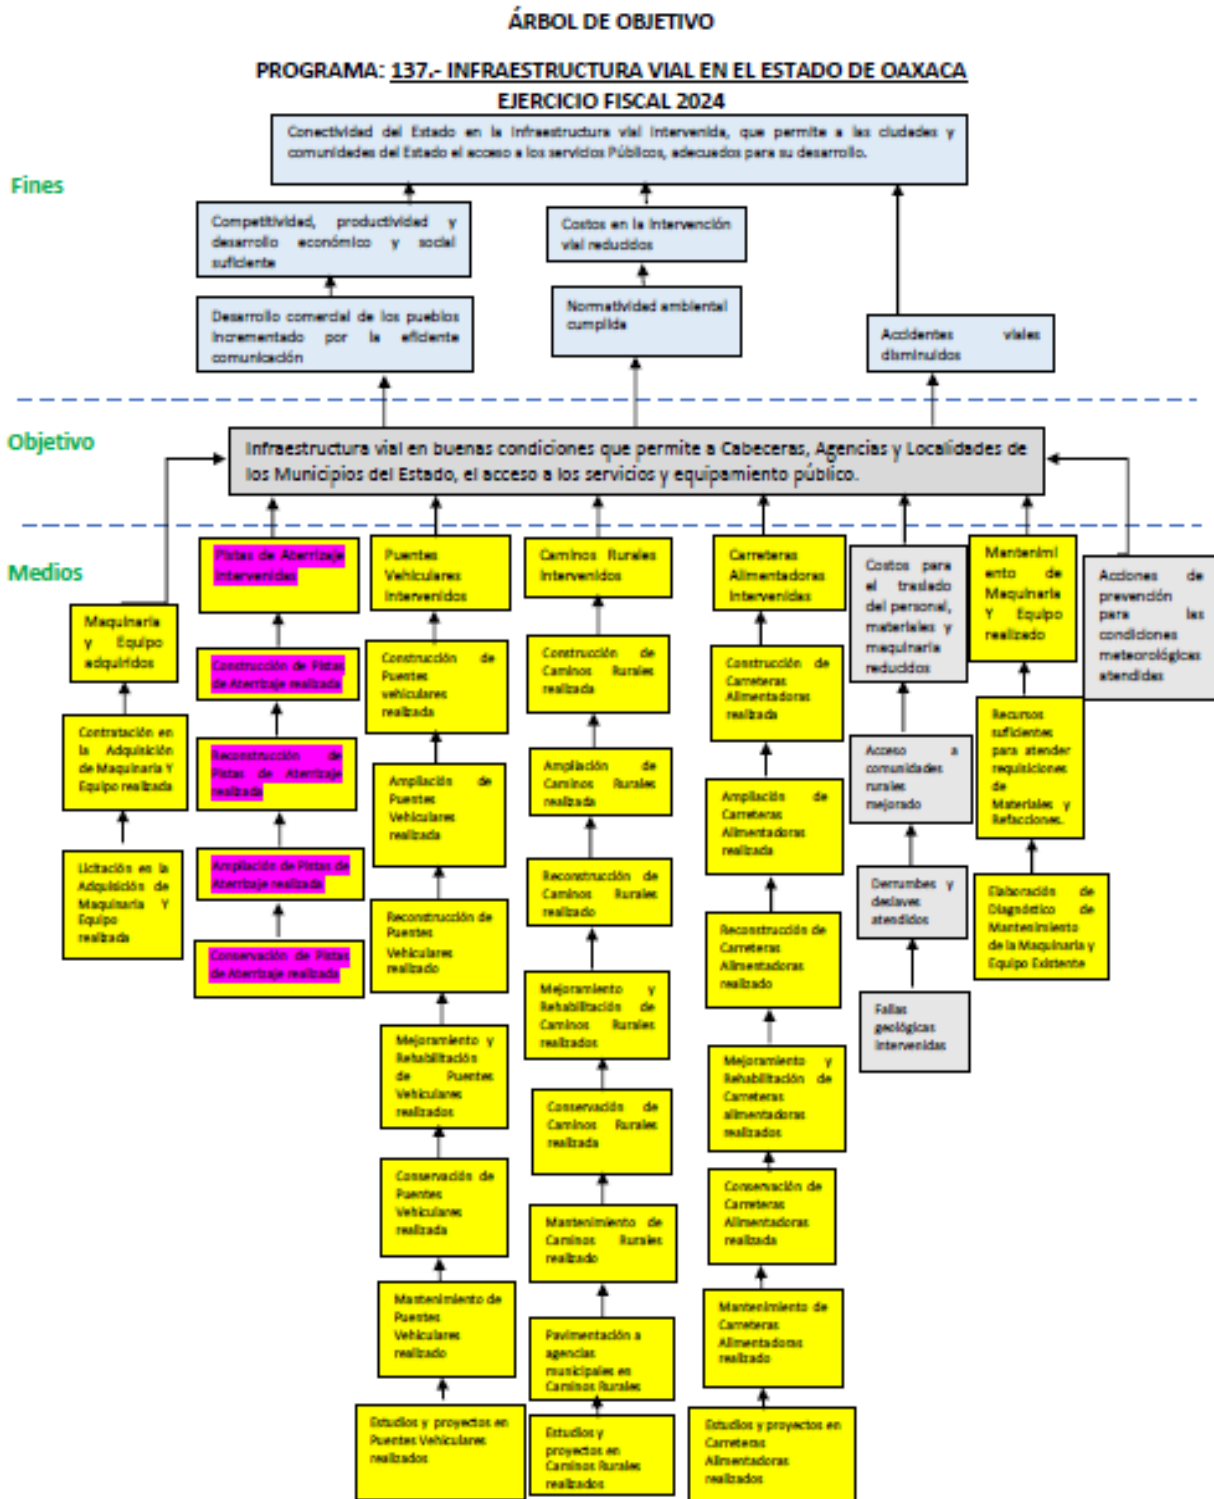 ÁRBOL DE OBJETIVO
PROGRAMA: 137.- INFRAESTRUCTURA VIAL EN EL ESTADO DE OAXACA
EJERCICIO FISCAL 2024
Fines
Conectividad del Estado en la Infraestructura vial Intervenida, que permite a las ciudades y
comunidades del Estado el acceso a los servicios Públicos, adecuados para su desarrollo.
Competitividad, productividad y
desarrollo económico y social
suficiente
Costos en la Intervención
vial reducidos
Desarrollo comercial de los pueblos
Incrementado por la eficiente
comunicación
Normatividad ambiental
cumplida
Accidentes viales
disminuidos
Objetivo
Infraestructura vial en buenas condiciones que permite a Cabeceras, Agencias y Localidades de
los Municipios del Estado, el acceso a los servicios y equipamiento público.
Medios
Maquinaria
y Equipo
adquiridos
Contratación en
la Adquisición
de Maquinaria Y
Equipo realizada
Licitación en la
Adquisición de
Maquinaria Y
Equipo
realizada
Pistas de Aterrizaje
Intervenidas
Construcción de Pistas
de Aterrizaje realizada
Reconstrucción de
Pistas de Aterrizaje
realizada
Ampliación de Pistas de
Aterrizaje realizada
Conservación de Pistas
de Aterrizaje realizada
Puentes
Vehiculares
Intervenidos
Construcción de
Puentes
vehiculares
realizada
Ampliación de
Puentes
Vehiculares
realizada
Reconstrucción de
Puentes
Vehiculares
realizado
Mejoramiento y
Rehabilitación
de Puentes
Vehiculares
realizados
Conservación de
Puentes
Vehiculares
realizada
Mantenimiento de
Puentes
Vehiculares
realizado
Estudios y proyectos en
Puentes Vehiculares
realizados
Caminos Rurales
Intervenidos
Construcción de
Caminos Rurales
realizada
Ampliación de
Caminos Rurales
realizada
Reconstrucción de
Caminos Rurales
realizado
Mejoramiento y
Rehabilitación de
Caminos Rurales
realizados
Conservación de
Caminos Rurales
realizada
Mantenimiento de
Caminos Rurales
realizado
Pavimentación a
agencias
municipales en
Caminos Rurales
Estudios y
proyectos en
Caminos Rurales
realizados
Carreteras
Alimentadoras
Intervenidas
Construcción de
Carreteras
Alimentadoras
realizada
Ampliación de
Carreteras
Alimentadoras
realizada
Reconstrucción de
Carreteras
Alimentadoras
realizado
Mejoramiento y
Rehabilitación de
Carreteras
alimentadoras
realizados
Conservación de
Carreteras
Alimentadoras
realizada
Mantenimiento de
Carreteras
Alimentadoras
realizado
Estudios y proyectos en
Carreteras
Alimentadoras
realizados
Costos para
el traslado
del personal,
materiales y
maquinaria
reducidos
Acceso a
comunidades
rurales
mejorado
Derrumbes y
deslaves
atendidos
Fallas
geológicas
Intervenidas
Mantenimi
ento de
Maquinaria
Y Equipo
realizado
Recursos
suficientes
para atender
requisiciones
de
Materiales y
Refacciones.
Elaboración de
Diagnóstico de
Mantenimiento
de la Maquinaria y
Equipo Existente
Acciones de
prevención
para las
condiciones
meteorológicas
atendidas